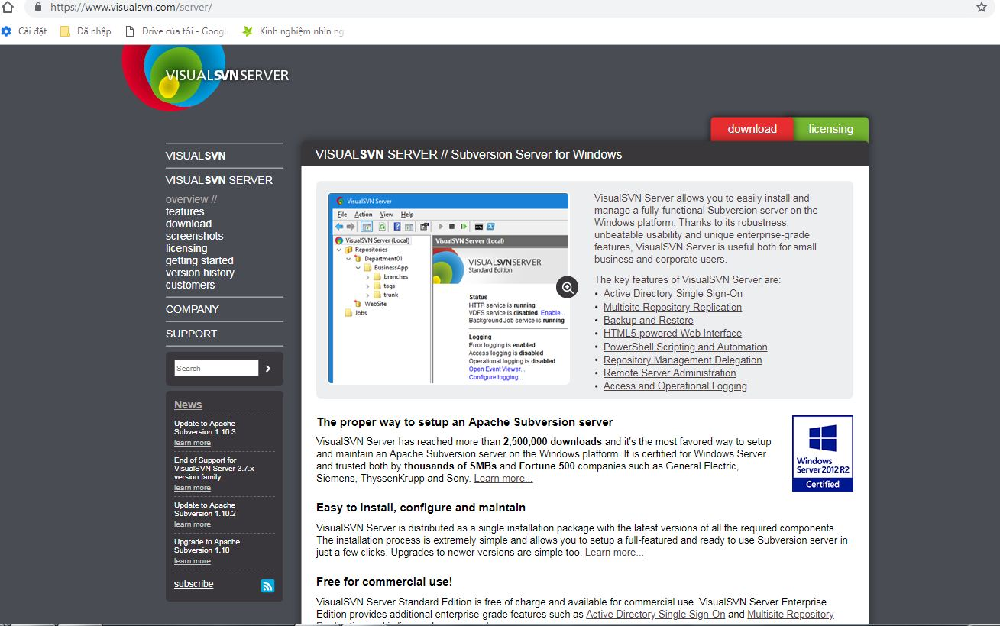 https://www.visualsvn.com/server/
Cài đặt
Đã nhập
Drive của tôi - Googl
Kinh nghiệm nhìn ng
VISUALSVNSERVER
download
licensing
VISUALSVN
VISUALSVN SERVER
overview //
features
download
screenshots
licensing
getting started
version history
customers
COMPANY
SUPPORT
Search
News
Update to Apache
Subversion 1.10.3
learn more
End of Support for
VisualSVN Server 3.7.x
version family
learn more
Update to Apache
Subversion 1.10.2
learn more
Upgrade to Apache
Subversion 1.10
learn more
subscribe
VISUALSVN SERVER // Subversion Server for Windows
VisualSVN Server
File Action View Help
VisualSVN Server (Local)
Repositories
Department01
BusinessApp
branches
tags
trunk
WebSite
Jobs
VisualSVN Server (Local)
VISUALSVNSERVER
Standard Edition
Status
HTTP service is running
VDFS service is disabled. Enable...
Background Job service is running
Logging
Error logging is enabled
Access logging is disabled
Operational logging is disabled
Open Event Viewer...
Configure logging...
VisualSVN Server allows you to easily install and
manage a fully-functional Subversion server on the
Windows platform. Thanks to its robustness,
unbeatable usability and unique enterprise-grade
features, VisualSVN Server is useful both for small
business and corporate users.
The key features of VisualSVN Server are:
• Active Directory Single Sign-On
• Multisite Repository Replication
• Backup and Restore
• HTML5-powered Web Interface
• PowerShell Scripting and Automation
• Repository Management Delegation
• Remote Server Administration
• Access and Operational Logging
The proper way to setup an Apache Subversion server
VisualSVN Server has reached more than 2,500,000 downloads and it's the most favored way to setup
and maintain an Apache Subversion server on the Windows platform. It is certified for Windows Server
and trusted both by thousands of SMBs and Fortune 500 companies such as General Electric,
Siemens, ThyssenKrupp and Sony. Learn more...
Windows
Server 2012 R2
Certified
Easy to install, configure and maintain
VisualSVN Server is distributed as a single installation package with the latest versions of all the required components.
The installation process is extremely simple and allows you to setup a full-featured and ready to use Subversion server in
just a few clicks. Upgrades to newer versions are simple too. Learn more...
Free for commercial use!
VisualSVN Server Standard Edition is free of charge and available for commercial use. VisualSVN Server Enterprise
Edition provides additional enterprise-grade features such as Active Directory Single Sign-On and Multisite Repository